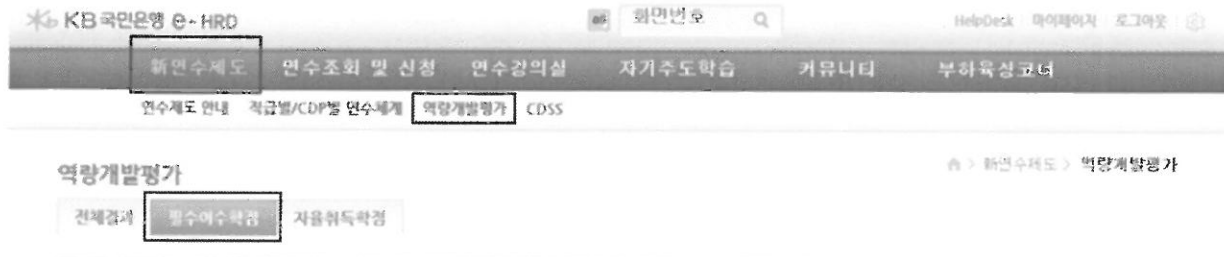 KB국민은행 e-HRD 화면번호 HelpDesk 마이페이지 로그아웃
新연수제도 연수조회 및 신청 연수강의실 자기주도학습 커뮤니티 부하육성코너
연수제도 안내 직급별/CDP별 연수체계 역량개발평가 CDSS
역량개발평가 > 新연수제도 > 역량개발평가
전체결과 필수이수학점 자율취득학점